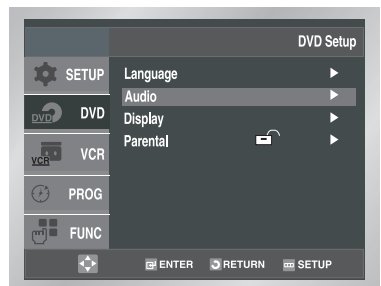 DVD Setup
SETUP
Language
Audio
DVD DVD
Display
Parental
VCR VCR
PROG
FUNC
ENTER RETURN SETUP